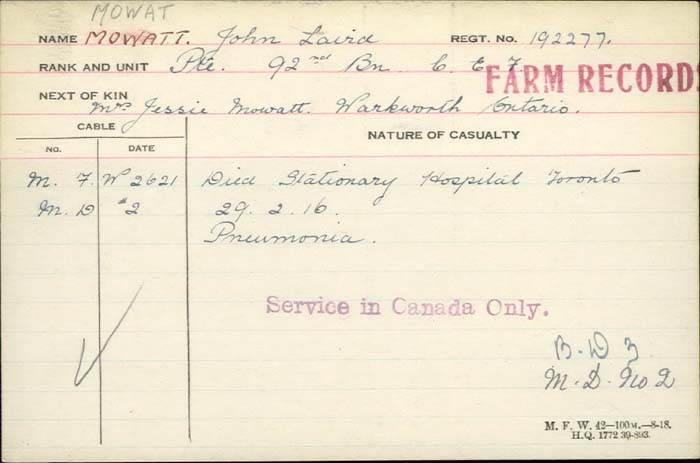 MOWAT
NAME MOWATT. John Laird REGT. No. 192277.
RANK AND UNIT Pte. 92nd Bn. C. E. F.
FARM RECORDS
NEXT OF KIN Mrs Jessie Mowatt. Warkworth Ontario.
CABLE NATURE OF CASUALTY
No. DATE
M. F. W 2621 Died Stationary Hospital Toronto
M. D #2 29. 2. 16.
Pneumonia.
Service in Canada Only.
B. D 3
M. D. No 2
M. F. W. 42—100M.—8-18.
H.Q. 1772 39-893.